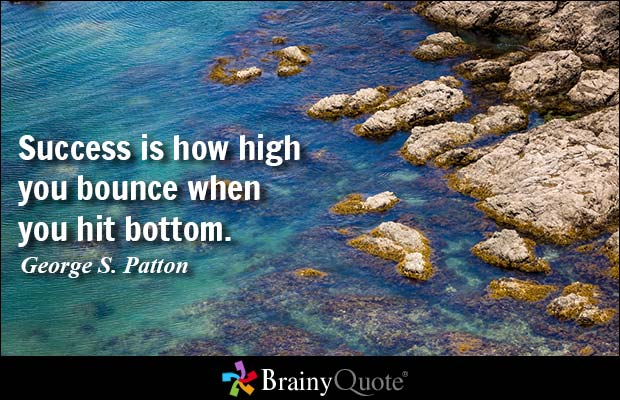 Success is how high
you bounce when
you hit bottom.
George S. Patton
BrainyQuote®